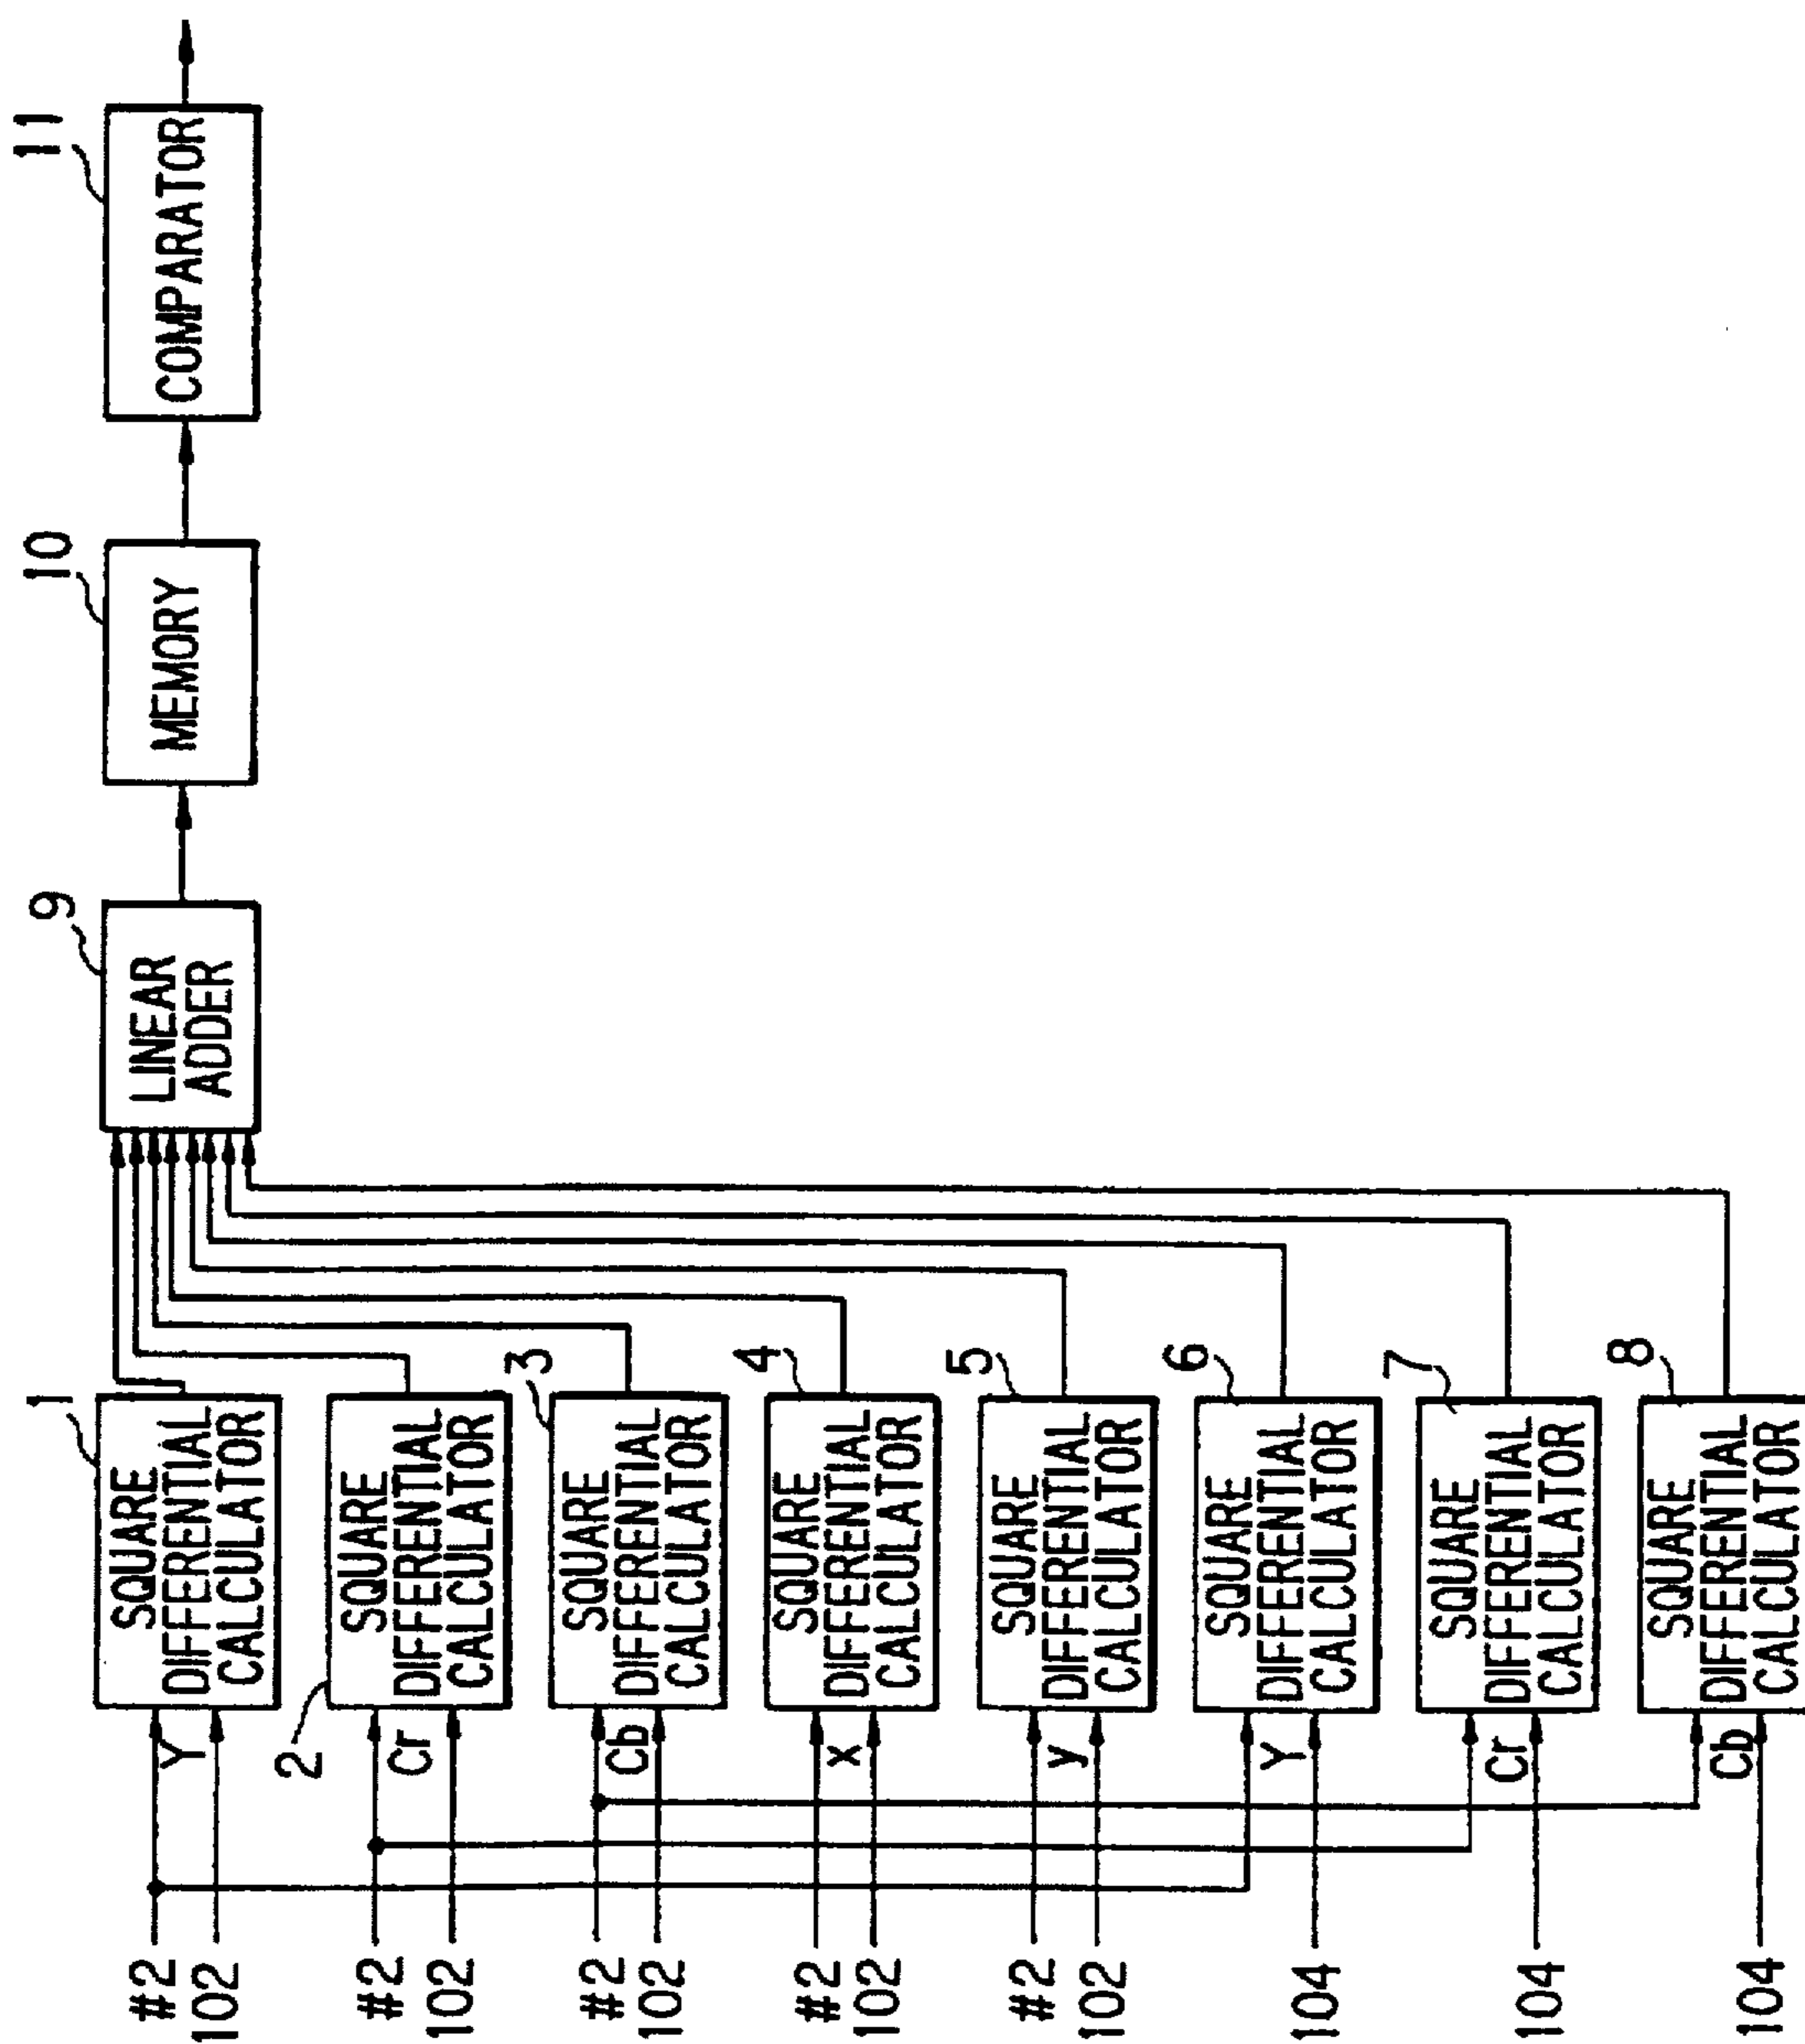 #2
102
Y
1
SQUARE
DIFFERENTIAL
CALCULATOR
#2
102
Cr
2
SQUARE
DIFFERENTIAL
CALCULATOR
#2
102
Cb
3
SQUARE
DIFFERENTIAL
CALCULATOR
#2
102
x
4
SQUARE
DIFFERENTIAL
CALCULATOR
#2
102
y
5
SQUARE
DIFFERENTIAL
CALCULATOR
104
Y
6
SQUARE
DIFFERENTIAL
CALCULATOR
104
Cr
7
SQUARE
DIFFERENTIAL
CALCULATOR
104
Cb
8
SQUARE
DIFFERENTIAL
CALCULATOR
9
LINEAR
ADDER
10
MEMORY
11
COMPARATOR